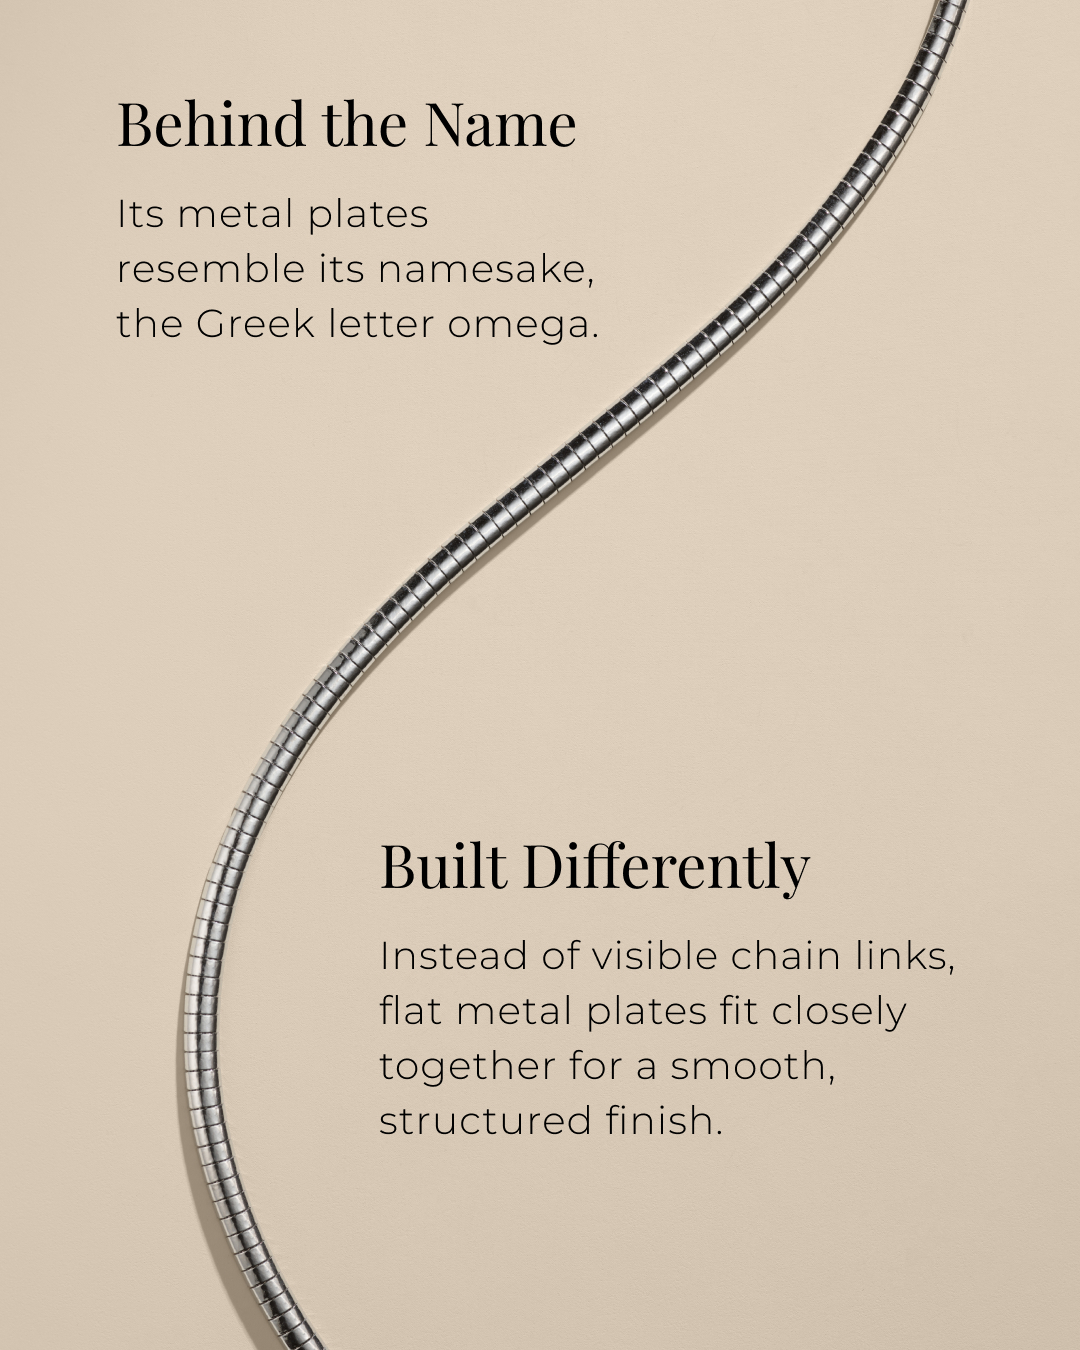 Behind the Name
Its metal plates
resemble its namesake,
the Greek letter omega.
Built Differently
Instead of visible chain links,
flat metal plates fit closely
together for a smooth,
structured finish.